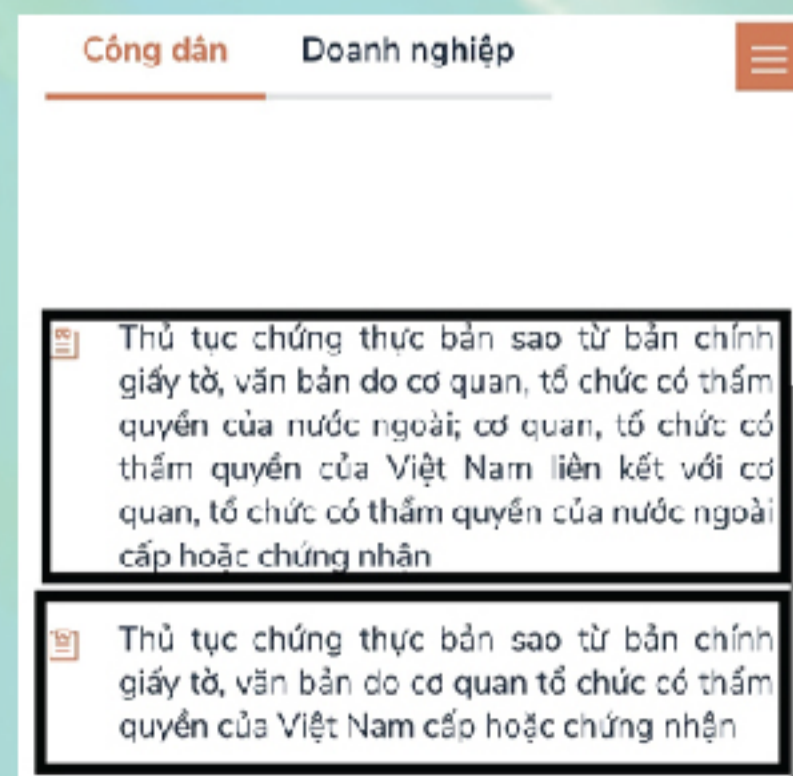 Công dân Doanh nghiệp
Thủ tục chứng thực bản sao từ bản chính
giấy tờ, văn bản do cơ quan, tổ chức có thẩm
quyền của nước ngoài; cơ quan, tổ chức có
thẩm quyền của Việt Nam liên kết với cơ
quan, tổ chức có thẩm quyền của nước ngoài
cấp hoặc chứng nhận
Thủ tục chứng thực bản sao từ bản chính
giấy tờ, văn bản do cơ quan tổ chức có thẩm
quyền của Việt Nam cấp hoặc chứng nhận